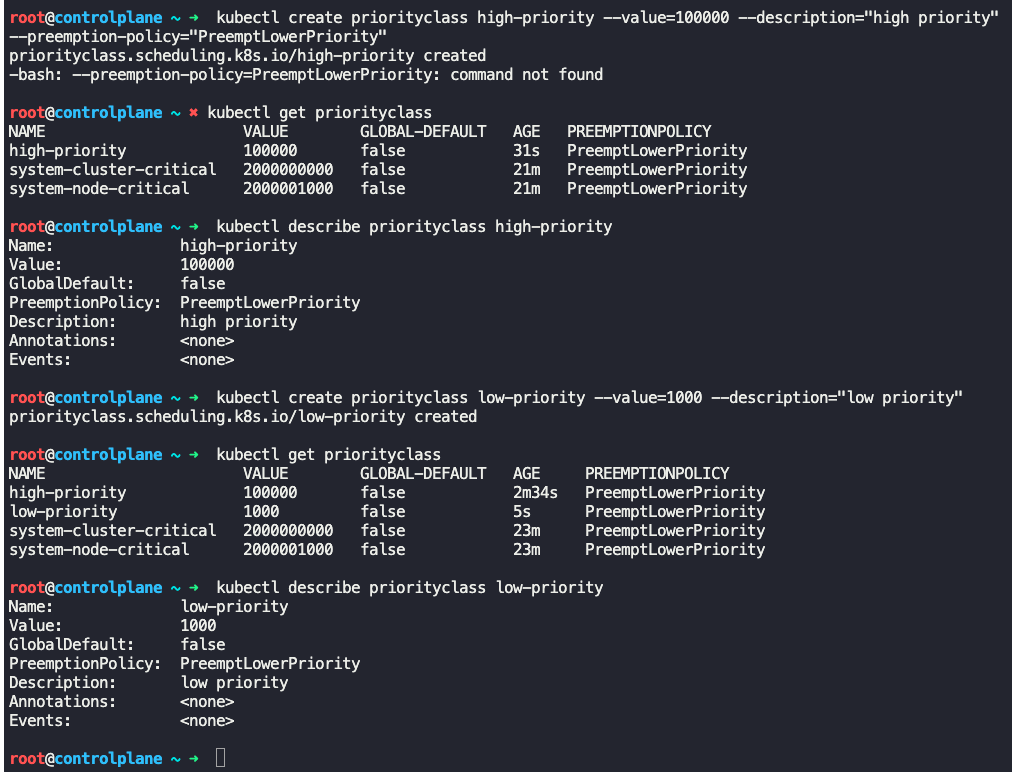 root@controlplane ~ ➜  kubectl create priorityclass high-priority --value=100000 --description="high priority"
--preemption-policy="PreemptLowerPriority"
priorityclass.scheduling.k8s.io/high-priority created
-bash: --preemption-policy=PreemptLowerPriority: command not found
root@controlplane ~ ✖ kubectl get priorityclass
NAME                      VALUE        GLOBAL-DEFAULT   AGE   PREEMPTIONPOLICY
high-priority             100000       false            31s   PreemptLowerPriority
system-cluster-critical   2000000000   false            21m   PreemptLowerPriority
system-node-critical      2000001000   false            21m   PreemptLowerPriority
root@controlplane ~ ➜  kubectl describe priorityclass high-priority
Name:              high-priority
Value:             100000
GlobalDefault:     false
PreemptionPolicy:  PreemptLowerPriority
Description:       high priority
Annotations:       <none>
Events:            <none>
root@controlplane ~ ➜  kubectl create priorityclass low-priority --value=1000 --description="low priority"
priorityclass.scheduling.k8s.io/low-priority created
root@controlplane ~ ➜  kubectl get priorityclass
NAME                      VALUE        GLOBAL-DEFAULT   AGE     PREEMPTIONPOLICY
high-priority             100000       false            2m34s   PreemptLowerPriority
low-priority              1000         false            5s      PreemptLowerPriority
system-cluster-critical   2000000000   false            23m     PreemptLowerPriority
system-node-critical      2000001000   false            23m     PreemptLowerPriority
root@controlplane ~ ➜  kubectl describe priorityclass low-priority
Name:              low-priority
Value:             1000
GlobalDefault:     false
PreemptionPolicy:  PreemptLowerPriority
Description:       low priority
Annotations:       <none>
Events:            <none>
root@controlplane ~ ➜